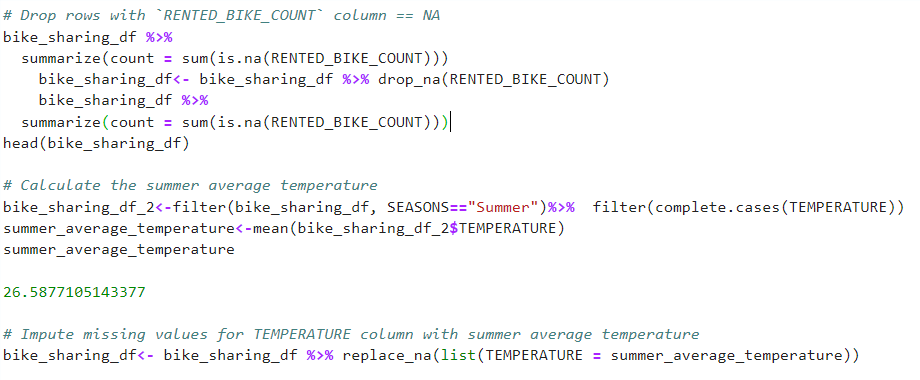 # Drop rows with `RENTED_BIKE_COUNT` column == NA
bike_sharing_df %>%
  summarize(count = sum(is.na(RENTED_BIKE_COUNT)))
    bike_sharing_df<- bike_sharing_df %>% drop_na(RENTED_BIKE_COUNT)
    bike_sharing_df %>%
  summarize(count = sum(is.na(RENTED_BIKE_COUNT)))
head(bike_sharing_df)
# Calculate the summer average temperature
bike_sharing_df_2<-filter(bike_sharing_df, SEASONS=="Summer")%>%  filter(complete.cases(TEMPERATURE))
summer_average_temperature<-mean(bike_sharing_df_2$TEMPERATURE)
summer_average_temperature
26.5877105143377
# Impute missing values for TEMPERATURE column with summer average temperature
bike_sharing_df<- bike_sharing_df %>% replace_na(list(TEMPERATURE = summer_average_temperature))